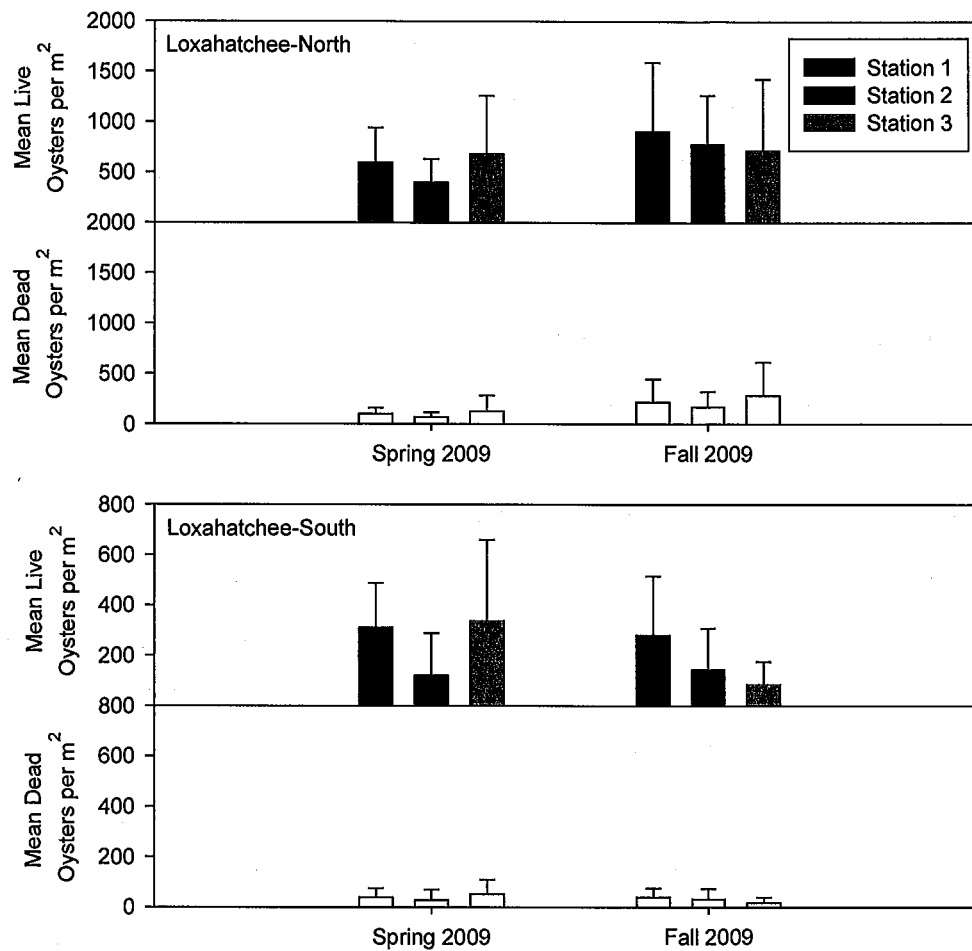 Loxahatchee-North
Station 1
Station 2
Station 3
Mean Live
Oysters per m²
2000
1500
1000
500
2000
Mean Dead
Oysters per m²
1500
1000
500
0
Spring 2009 Fall 2009
Loxahatchee-South
Mean Live
Oysters per m²
800
600
400
200
800
Mean Dead
Oysters per m²
600
400
200
0
Spring 2009 Fall 2009